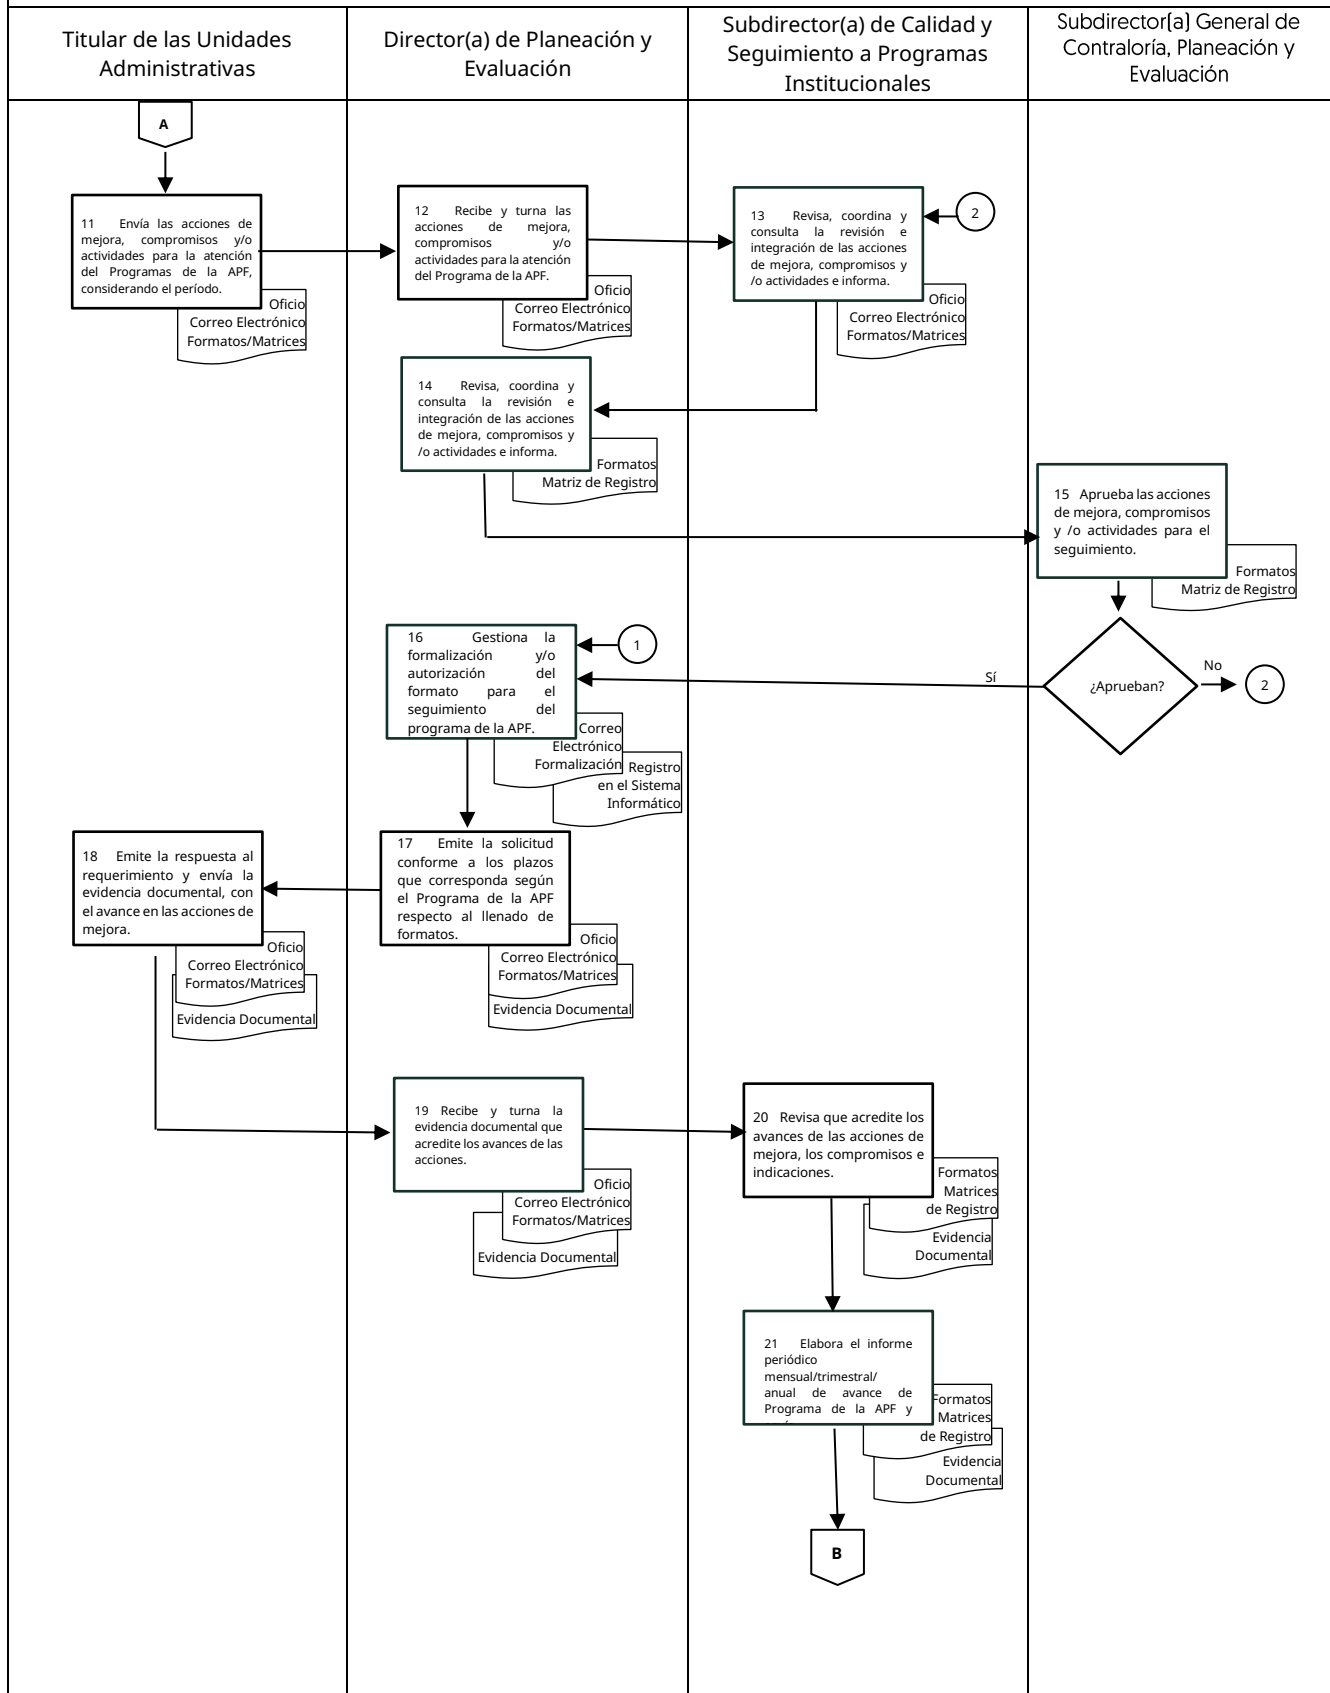 Titular de las Unidades
Administrativas
Director(a) de Planeación y
Evaluación
Subdirector(a) de Calidad y
Seguimiento a Programas
Institucionales
Subdirector(a) General de
Contraloría, Planeación y
Evaluación
A
11 Envía las acciones de
mejora, compromisos y/o
actividades para la atención
del Programas de la APF,
considerando el período.
Oficio
Correo Electrónico
Formatos/Matrices
12 Recibe y turna las
acciones de mejora,
compromisos y/o
actividades para la atención
del Programa de la APF.
Oficio
Correo Electrónico
Formatos/Matrices
13 Revisa, coordina y
consulta la revisión e
integración de las acciones
de mejora, compromisos y
/o actividades e informa.
2
Oficio
Correo Electrónico
Formatos/Matrices
14 Revisa, coordina y
consulta la revisión e
integración de las acciones
de mejora, compromisos y
/o actividades e informa.
Formatos
Matriz de Registro
15 Aprueba las acciones
de mejora, compromisos
y /o actividades para el
seguimiento.
Formatos
Matriz de Registro
¿Aprueban?
No
2
Sí
16 Gestiona la
formalización y/o
autorización del
formato para el
seguimiento del
programa de la APF.
1
Correo
Electrónico
Formalización
Registro
en el Sistema
Informático
17 Emite la solicitud
conforme a los plazos
que corresponda según
el Programa de la APF
respecto al llenado de
formatos.
Oficio
Correo Electrónico
Formatos/Matrices
Evidencia Documental
18 Emite la respuesta al
requerimiento y envía la
evidencia documental, con
el avance en las acciones de
mejora.
Oficio
Correo Electrónico
Formatos/Matrices
Evidencia Documental
19 Recibe y turna la
evidencia documental que
acredite los avances de las
acciones.
Oficio
Correo Electrónico
Formatos/Matrices
Evidencia Documental
20 Revisa que acredite los
avances de las acciones de
mejora, los compromisos e
indicaciones.
Formatos
Matrices
de Registro
Evidencia
Documental
21 Elabora el informe
periódico
mensual/trimestral/
anual de avance de
Programa de la APF y
Formatos
Matrices
de Registro
Evidencia
Documental
B